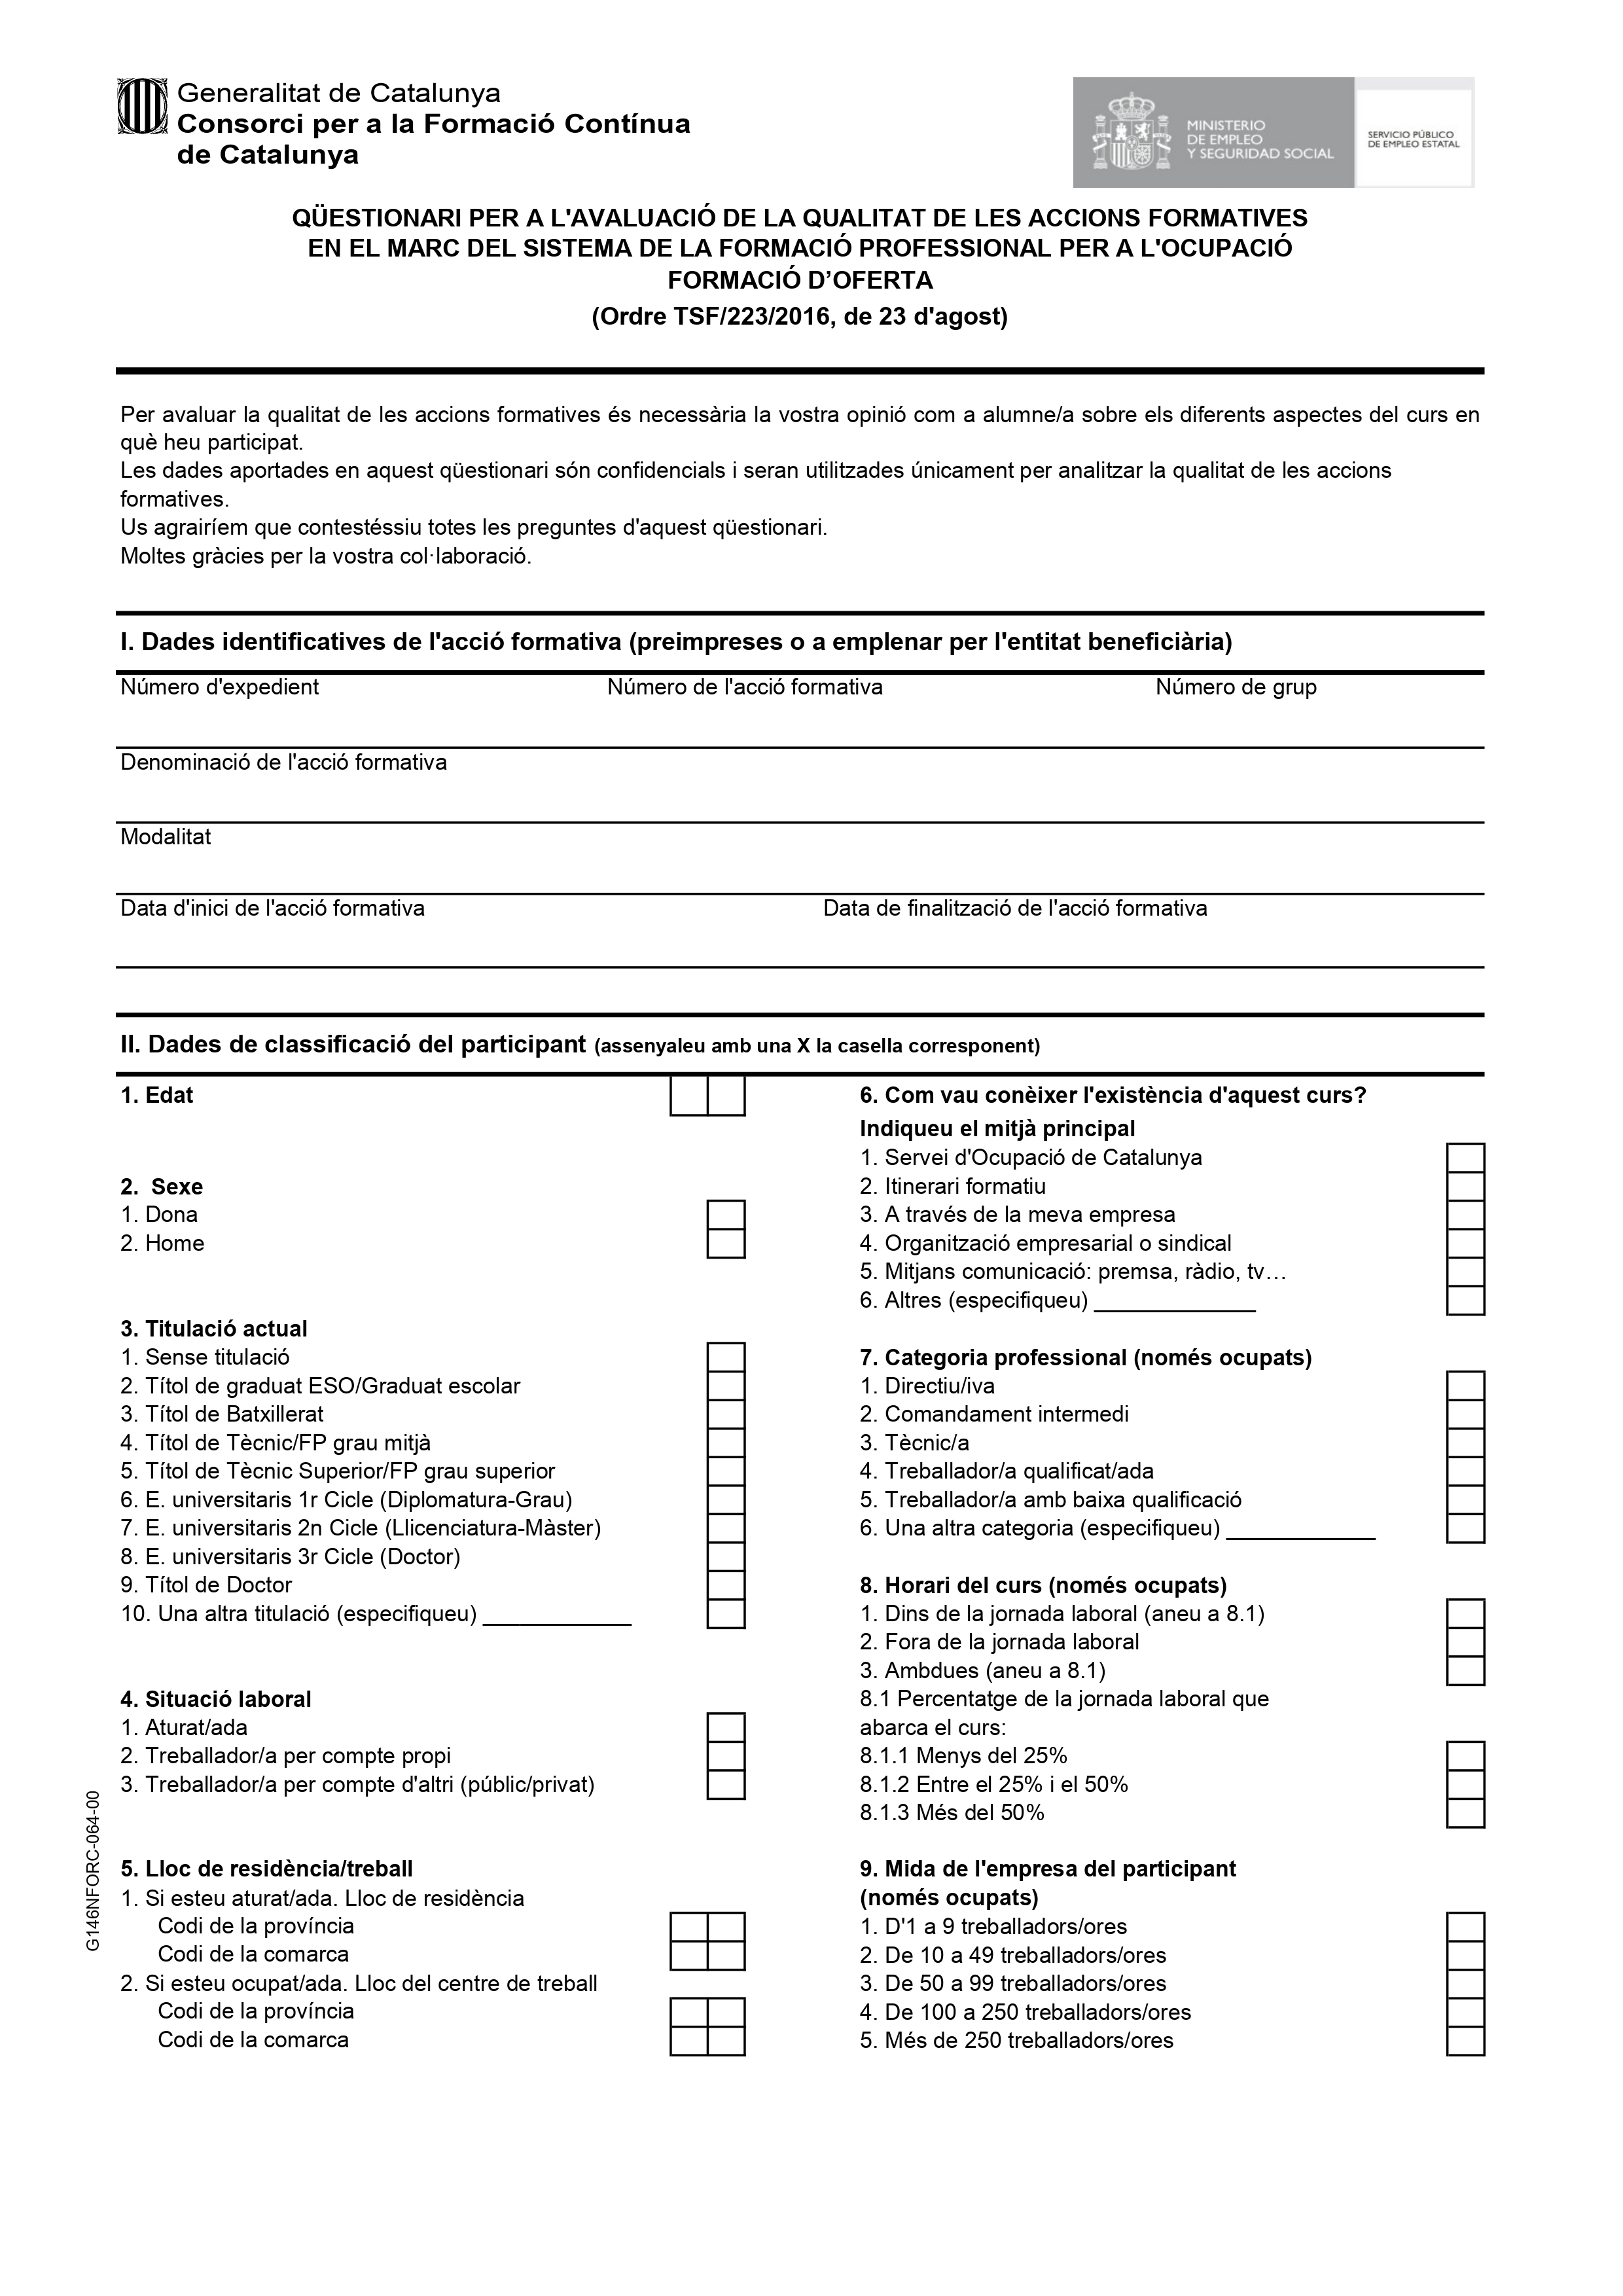 Generalitat de Catalunya
Consorci per a la Formació Contínua
de Catalunya
MINISTERIO
DE EMPLEO
Y SEGURIDAD SOCIAL
SERVICIO PÚBLICO
DE EMPLEO ESTATAL
QÜESTIONARI PER A L'AVALUACIÓ DE LA QUALITAT DE LES ACCIONS FORMATIVES
EN EL MARC DEL SISTEMA DE LA FORMACIÓ PROFESSIONAL PER A L'OCUPACIÓ
FORMACIÓ D’OFERTA
(Ordre TSF/223/2016, de 23 d'agost)
Per avaluar la qualitat de les accions formatives és necessària la vostra opinió com a alumne/a sobre els diferents aspectes del curs en
què heu participat.
Les dades aportades en aquest qüestionari són confidencials i seran utilitzades únicament per analitzar la qualitat de les accions
formatives.
Us agrairíem que contestéssiu totes les preguntes d'aquest qüestionari.
Moltes gràcies per la vostra col·laboració.
I. Dades identificatives de l'acció formativa (preimpreses o a emplenar per l'entitat beneficiària)
Número d'expedient Número de l'acció formativa Número de grup
Denominació de l'acció formativa
Modalitat
Data d'inici de l'acció formativa Data de finalització de l'acció formativa
II. Dades de classificació del participant (assenyaleu amb una X la casella corresponent)
1. Edat
2. Sexe
1. Dona
2. Home
3. Titulació actual
1. Sense titulació
2. Títol de graduat ESO/Graduat escolar
3. Títol de Batxillerat
4. Títol de Tècnic/FP grau mitjà
5. Títol de Tècnic Superior/FP grau superior
6. E. universitaris 1r Cicle (Diplomatura-Grau)
7. E. universitaris 2n Cicle (Llicenciatura-Màster)
8. E. universitaris 3r Cicle (Doctor)
9. Títol de Doctor
10. Una altra titulació (especifiqueu) ____________
4. Situació laboral
1. Aturat/ada
2. Treballador/a per compte propi
3. Treballador/a per compte d'altri (públic/privat)
5. Lloc de residència/treball
1. Si esteu aturat/ada. Lloc de residència
Codi de la província
Codi de la comarca
2. Si esteu ocupat/ada. Lloc del centre de treball
Codi de la província
Codi de la comarca
6. Com vau conèixer l'existència d'aquest curs?
Indiqueu el mitjà principal
1. Servei d'Ocupació de Catalunya
2. Itinerari formatiu
3. A través de la meva empresa
4. Organització empresarial o sindical
5. Mitjans comunicació: premsa, ràdio, tv…
6. Altres (especifiqueu) _____________
7. Categoria professional (només ocupats)
1. Directiu/iva
2. Comandament intermedi
3. Tècnic/a
4. Treballador/a qualificat/ada
5. Treballador/a amb baixa qualificació
6. Una altra categoria (especifiqueu) ____________
8. Horari del curs (només ocupats)
1. Dins de la jornada laboral (aneu a 8.1)
2. Fora de la jornada laboral
3. Ambdues (aneu a 8.1)
8.1 Percentatge de la jornada laboral que
abarca el curs:
8.1.1 Menys del 25%
8.1.2 Entre el 25% i el 50%
8.1.3 Més del 50%
9. Mida de l'empresa del participant
(només ocupats)
1. D'1 a 9 treballadors/ores
2. De 10 a 49 treballadors/ores
3. De 50 a 99 treballadors/ores
4. De 100 a 250 treballadors/ores
5. Més de 250 treballadors/ores
G146NFORC-064-00